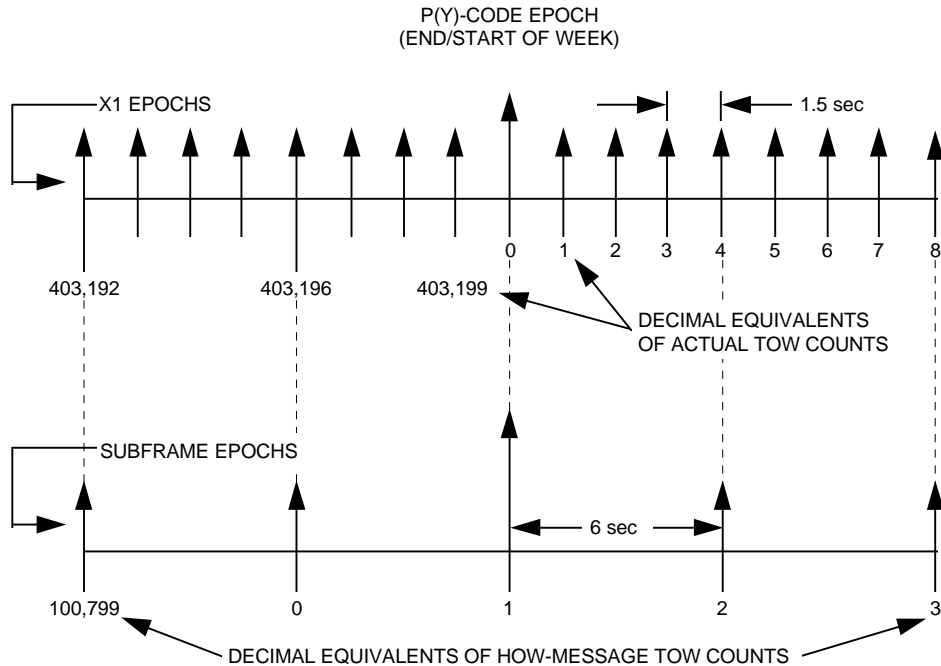 P(Y)-CODE EPOCH
(END/START OF WEEK)
X1 EPOCHS
1.5 sec
0 1 2 3 4 5 6 7 8
403,192 403,196 403,199
DECIMAL EQUIVALENTS
OF ACTUAL TOW COUNTS
SUBFRAME EPOCHS
6 sec
100,799 0 1 2 3
DECIMAL EQUIVALENTS OF HOW-MESSAGE TOW COUNTS